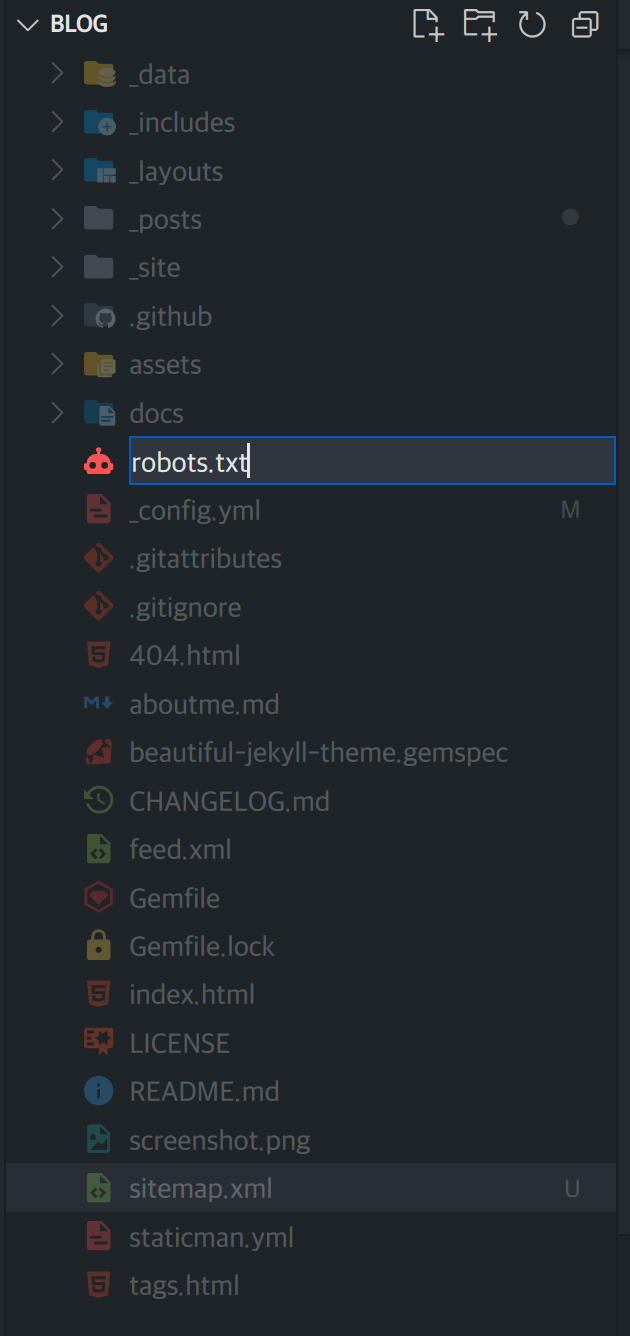 BLOG
_data
_includes
_layouts
_posts
_site
.github
assets
docs
robots.txt
_config.yml M
.gitattributes
.gitignore
404.html
aboutme.md
beautiful-jekyll-theme.gemspec
CHANGELOG.md
feed.xml
Gemfile
Gemfile.lock
index.html
LICENSE
README.md
screenshot.png
sitemap.xml U
staticman.yml
tags.html